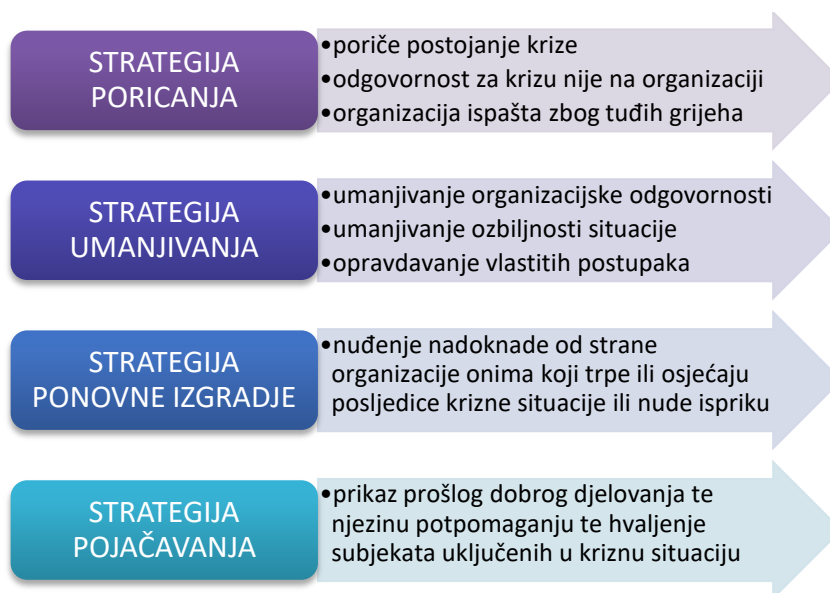 STRATEGIJA
PORICANJA
•poriče postojanje krize
•odgovornost za krizu nije na organizaciji
•organizacija ispašta zbog tuđih grijeha
STRATEGIJA
UMANJIVANJA
•umanjivanje organizacijske odgovornosti
•umanjivanje ozbiljnosti situacije
•opravdavanje vlastitih postupaka
STRATEGIJA
PONOVNE IZGRADJE
•nuđenje nadoknade od strane
organizacije onima koji trpe ili osjećaju
posljedice krizne situacije ili nude ispriku
STRATEGIJA
POJAČAVANJA
•prikaz prošlog dobrog djelovanja te
njezinu potpomaganju te hvaljenje
subjekata uključenih u kriznu situaciju